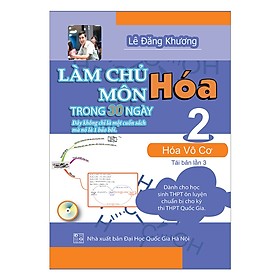 Lê Đăng Khương
LÀM CHỦ
MÔN Hóa
TRONG 30 NGÀY
Đây không chỉ là một cuốn sách
mà nó là 1 bảo bối.
2
Hóa Vô Cơ
Tái bản lần 3
Dành cho học
sinh THPT ôn luyện
chuẩn bị cho kỳ
thi THPT Quốc Gia.
Nhà xuất bản Đại Học Quốc Gia Hà Nội